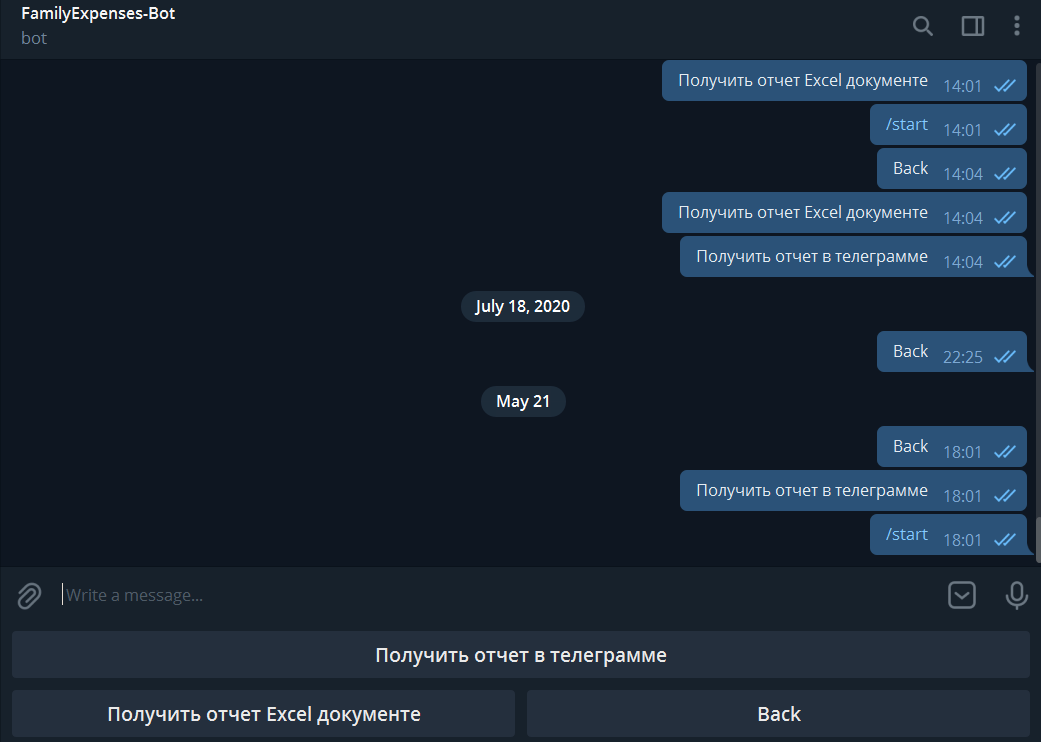 FamilyExpenses-Bot
bot
Получить отчет Excel документе 14:01
/start 14:01
Back 14:04
Получить отчет Excel документе 14:04
Получить отчет в телеграмме 14:04
July 18, 2020
Back 22:25
May 21
Back 18:01
Получить отчет в телеграмме 18:01
/start 18:01
Write a message...
Получить отчет в телеграмме
Получить отчет Excel документе Back